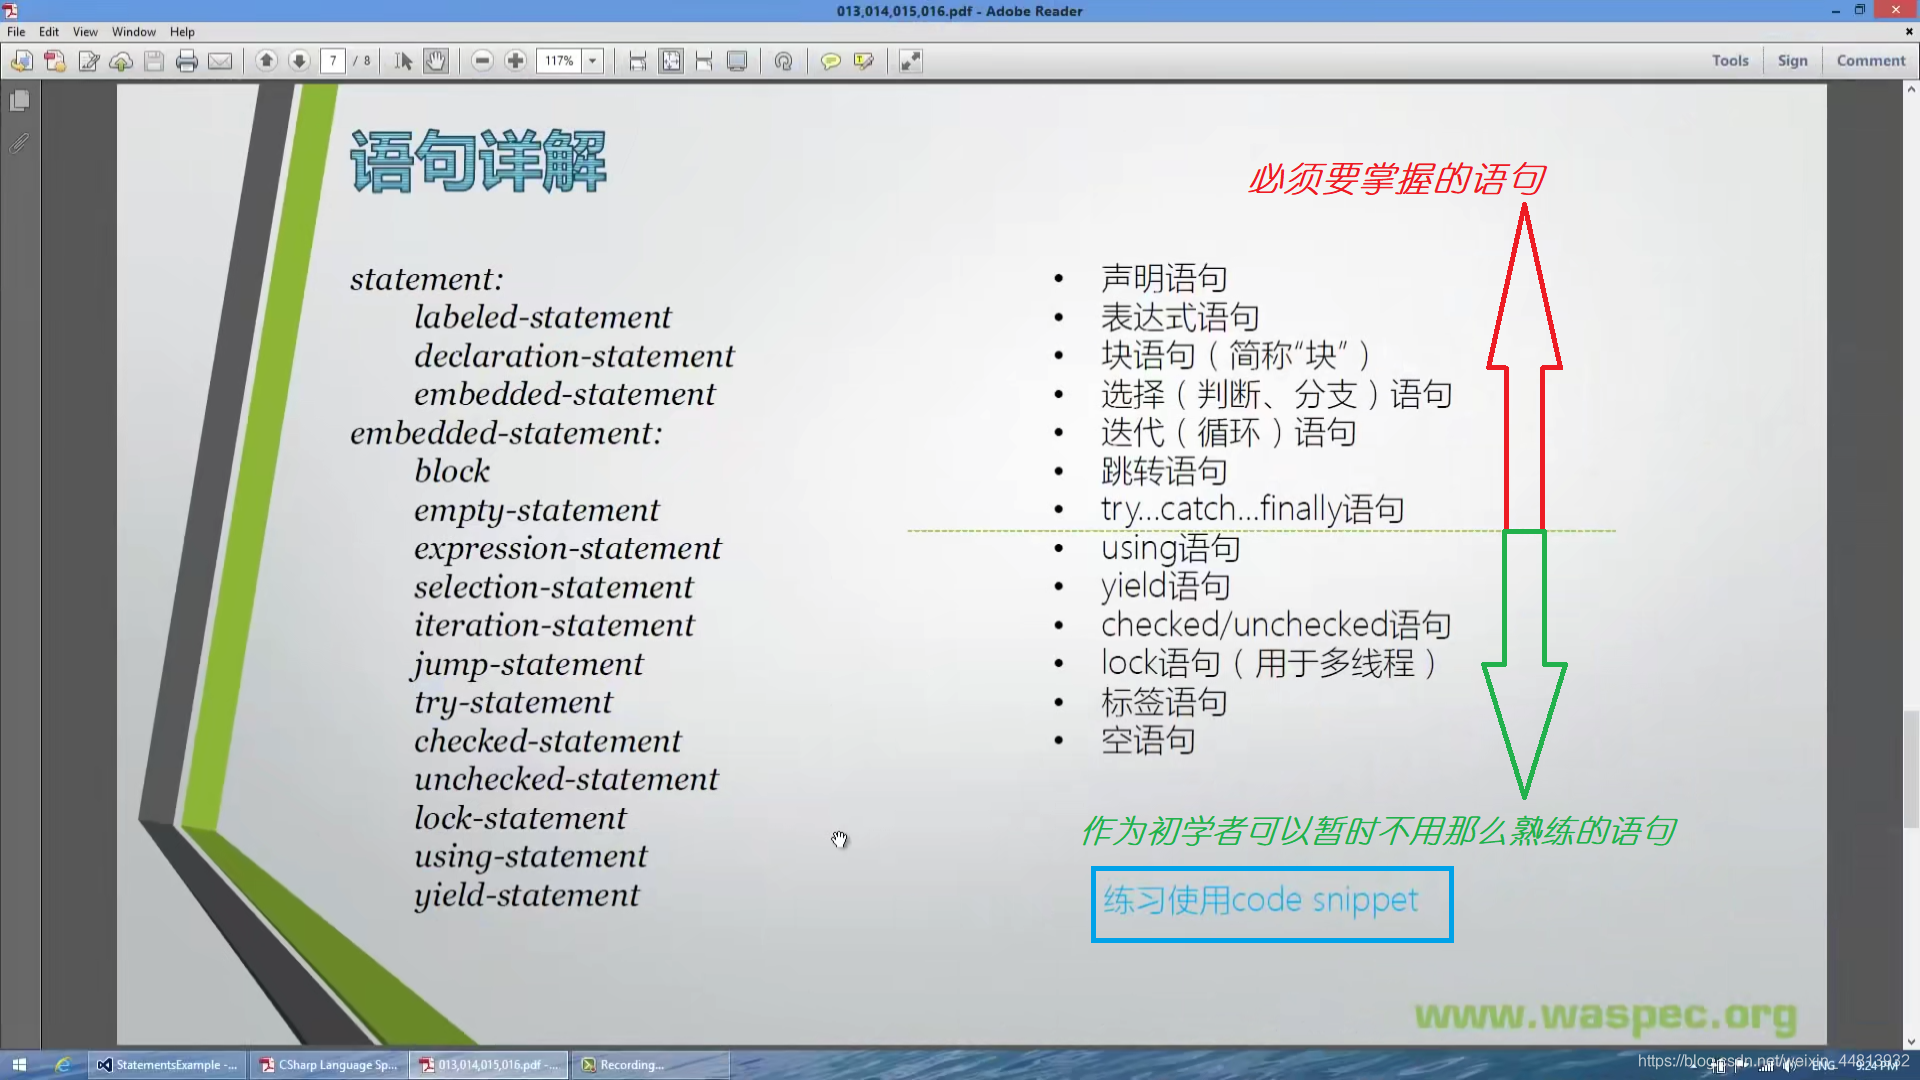 013,014,015,016.pdf - Adobe Reader
File Edit View Window Help
7 / 8 117% Tools Sign Comment
语句详解
必须要掌握的语句
statement:
labeled-statement
declaration-statement
embedded-statement
embedded-statement:
block
empty-statement
expression-statement
selection-statement
iteration-statement
jump-statement
try-statement
checked-statement
unchecked-statement
lock-statement
using-statement
yield-statement
• 声明语句
• 表达式语句
• 块语句（简称“块”）
• 选择（判断、分支）语句
• 迭代（循环）语句
• 跳转语句
• try...catch...finally语句
• using语句
• yield语句
• checked/unchecked语句
• lock语句（用于多线程）
• 标签语句
• 空语句
作为初学者可以暂时不用那么熟练的语句
练习使用code snippet
www.waspec.org
StatementsExample -... CSharp Language Sp... 013,014,015,016.pdf -... Recording... ENG 9:24 PM
https://blog.csdn.net/weixin_44813932